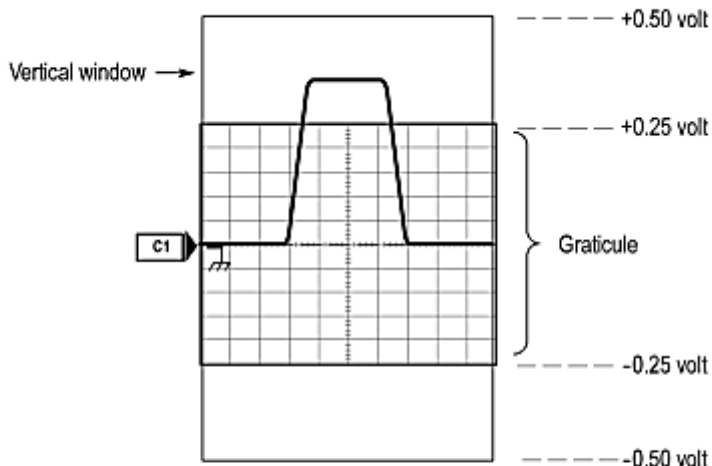 +0.50 volt
Vertical window
+0.25 volt
C1
Graticule
-0.25 volt
-0.50 volt